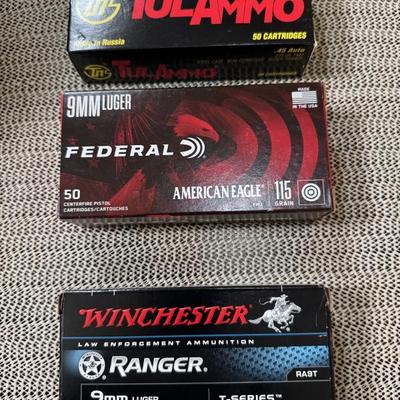 TULAMMO
50 CARTRIDGES
Made In Russia
.45 Auto
TULAMMO
9MM LUGER
MADE
IN THE USA
FEDERAL
50
CENTERFIRE PISTOL
CARTRIDGES/CARTOUCHES
AMERICAN EAGLE
115
GRAIN
WINCHESTER
LAW ENFORCEMENT AMMUNITION
RANGER.
RA9T
9mm LUGER
T-SERIES™